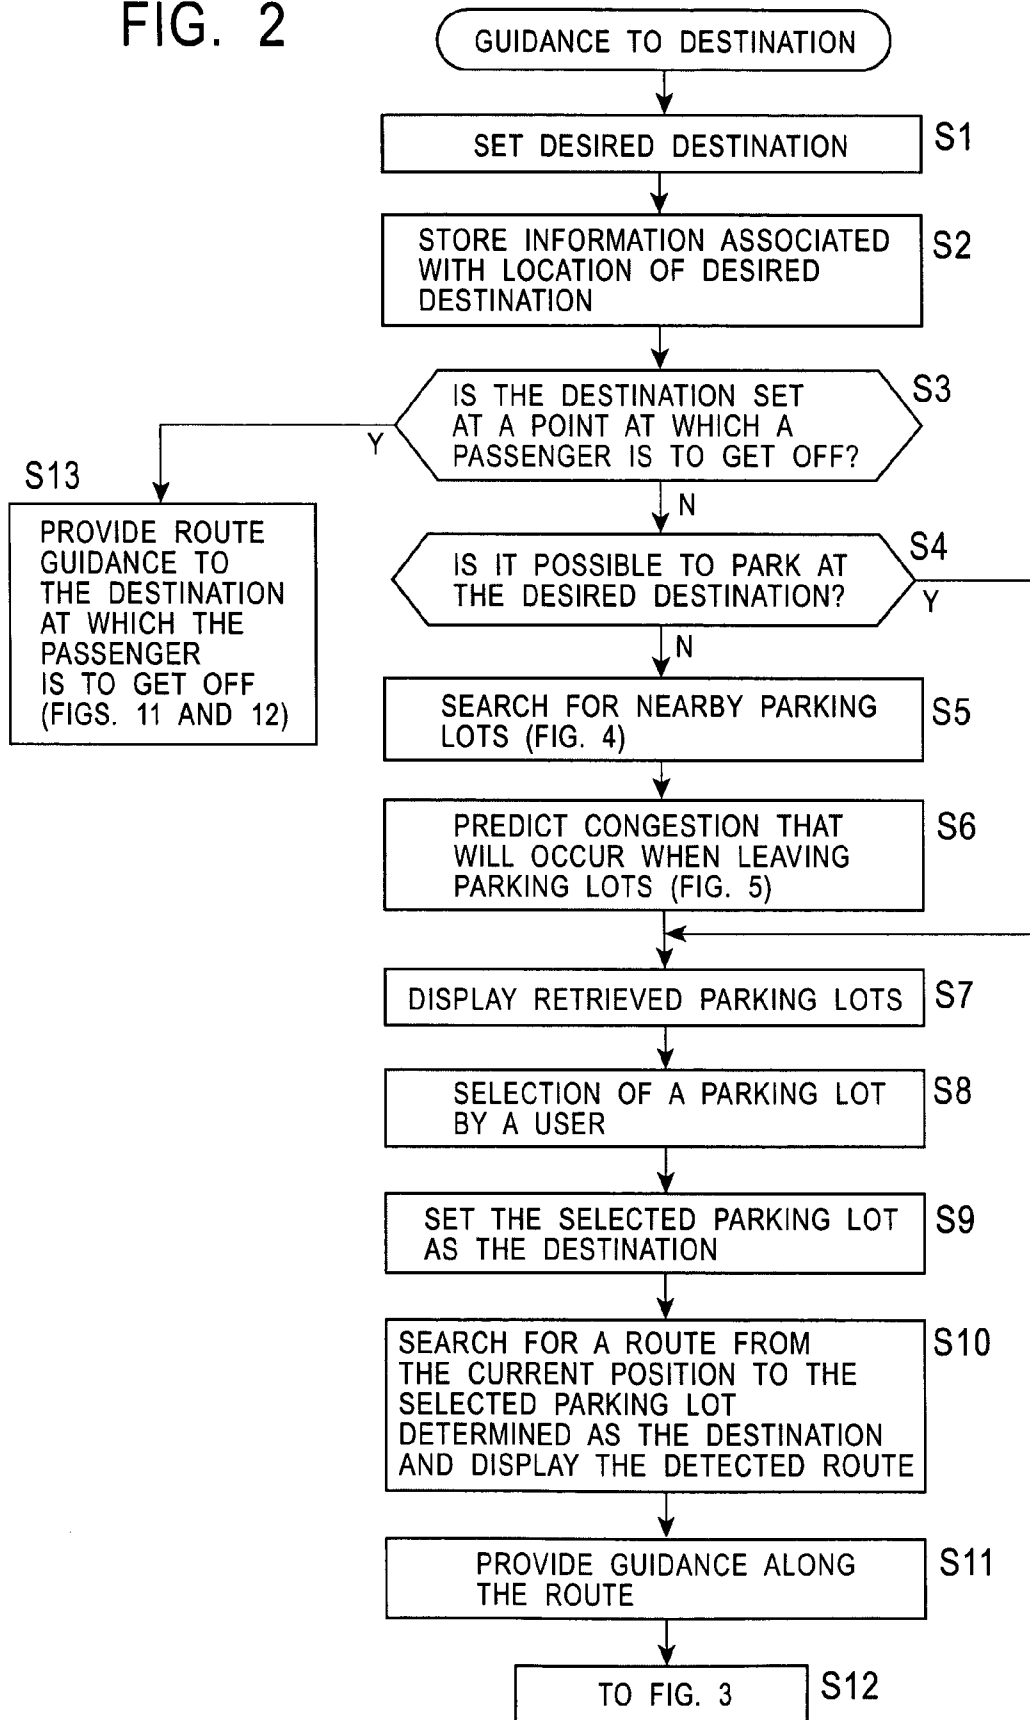 FIG. 2
GUIDANCE TO DESTINATION
SET DESIRED DESTINATION
S1
STORE INFORMATION ASSOCIATED
WITH LOCATION OF DESIRED
DESTINATION
S2
IS THE DESTINATION SET
AT A POINT AT WHICH A
PASSENGER IS TO GET OFF?
S3
Y
N
S13
PROVIDE ROUTE
GUIDANCE TO
THE DESTINATION
AT WHICH THE
PASSENGER
IS TO GET OFF
(FIGS. 11 AND 12)
IS IT POSSIBLE TO PARK AT
THE DESIRED DESTINATION?
S4
Y
N
SEARCH FOR NEARBY PARKING
LOTS (FIG. 4)
S5
PREDICT CONGESTION THAT
WILL OCCUR WHEN LEAVING
PARKING LOTS (FIG. 5)
S6
DISPLAY RETRIEVED PARKING LOTS
S7
SELECTION OF A PARKING LOT
BY A USER
S8
SET THE SELECTED PARKING LOT
AS THE DESTINATION
S9
SEARCH FOR A ROUTE FROM
THE CURRENT POSITION TO THE
SELECTED PARKING LOT
DETERMINED AS THE DESTINATION
AND DISPLAY THE DETECTED ROUTE
S10
PROVIDE GUIDANCE ALONG
THE ROUTE
S11
TO FIG. 3
S12